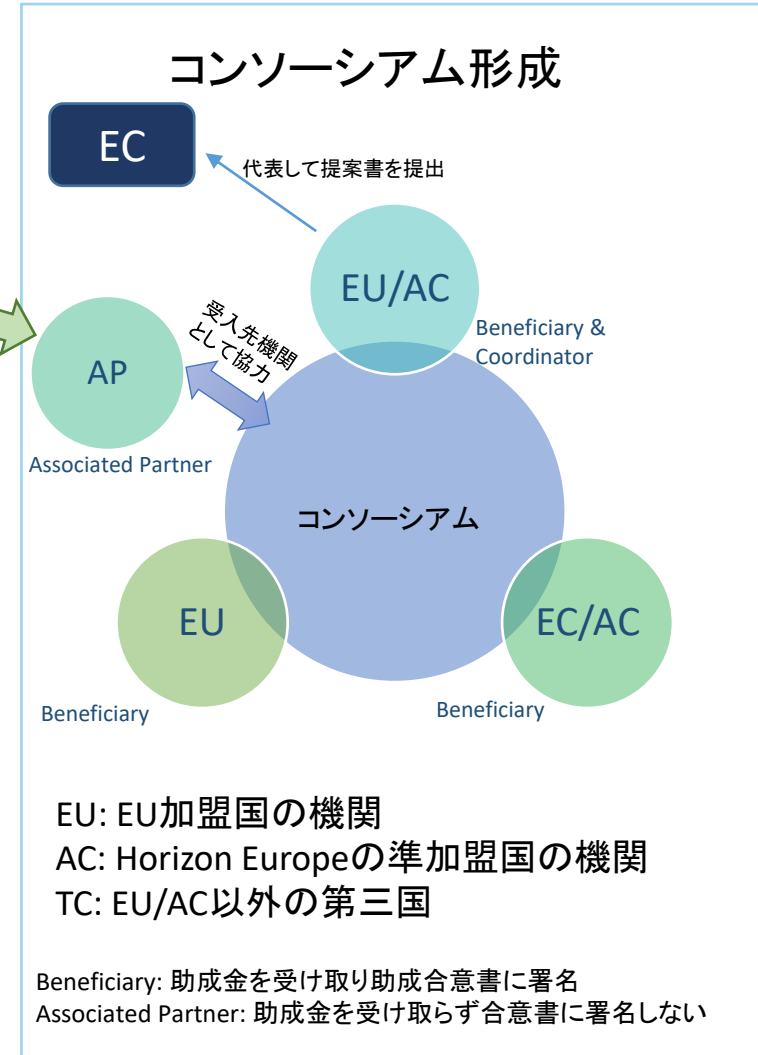 コンソーシアム形成
EC
代表して提案書を提出
EU/AC
Beneficiary &
Coordinator
受入先機関
として協力
AP
Associated Partner
コンソーシアム
EU
Beneficiary
EC/AC
Beneficiary
EU: EU加盟国の機関
AC: Horizon Europeの準加盟国の機関
TC: EU/AC以外の第三国
Beneficiary: 助成金を受け取り助成合意書に署名
Associated Partner: 助成金を受け取らず合意書に署名しない